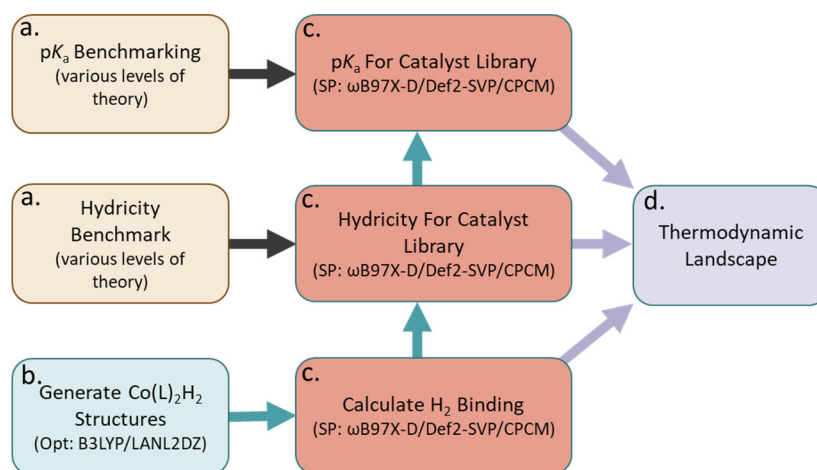 a.
pKa Benchmarking
(various levels of
theory)
c.
pKa For Catalyst Library
(SP: ωB97X-D/Def2-SVP/CPCM)
a.
Hydricity
Benchmark
(various levels of
theory)
c.
Hydricity For Catalyst
Library
(SP: ωB97X-D/Def2-SVP/CPCM)
d.
Thermodynamic
Landscape
b.
Generate Co(L)₂H₂
Structures
(Opt: B3LYP/LANL2DZ)
c.
Calculate H₂ Binding
(SP: ωB97X-D/Def2-SVP/CPCM)